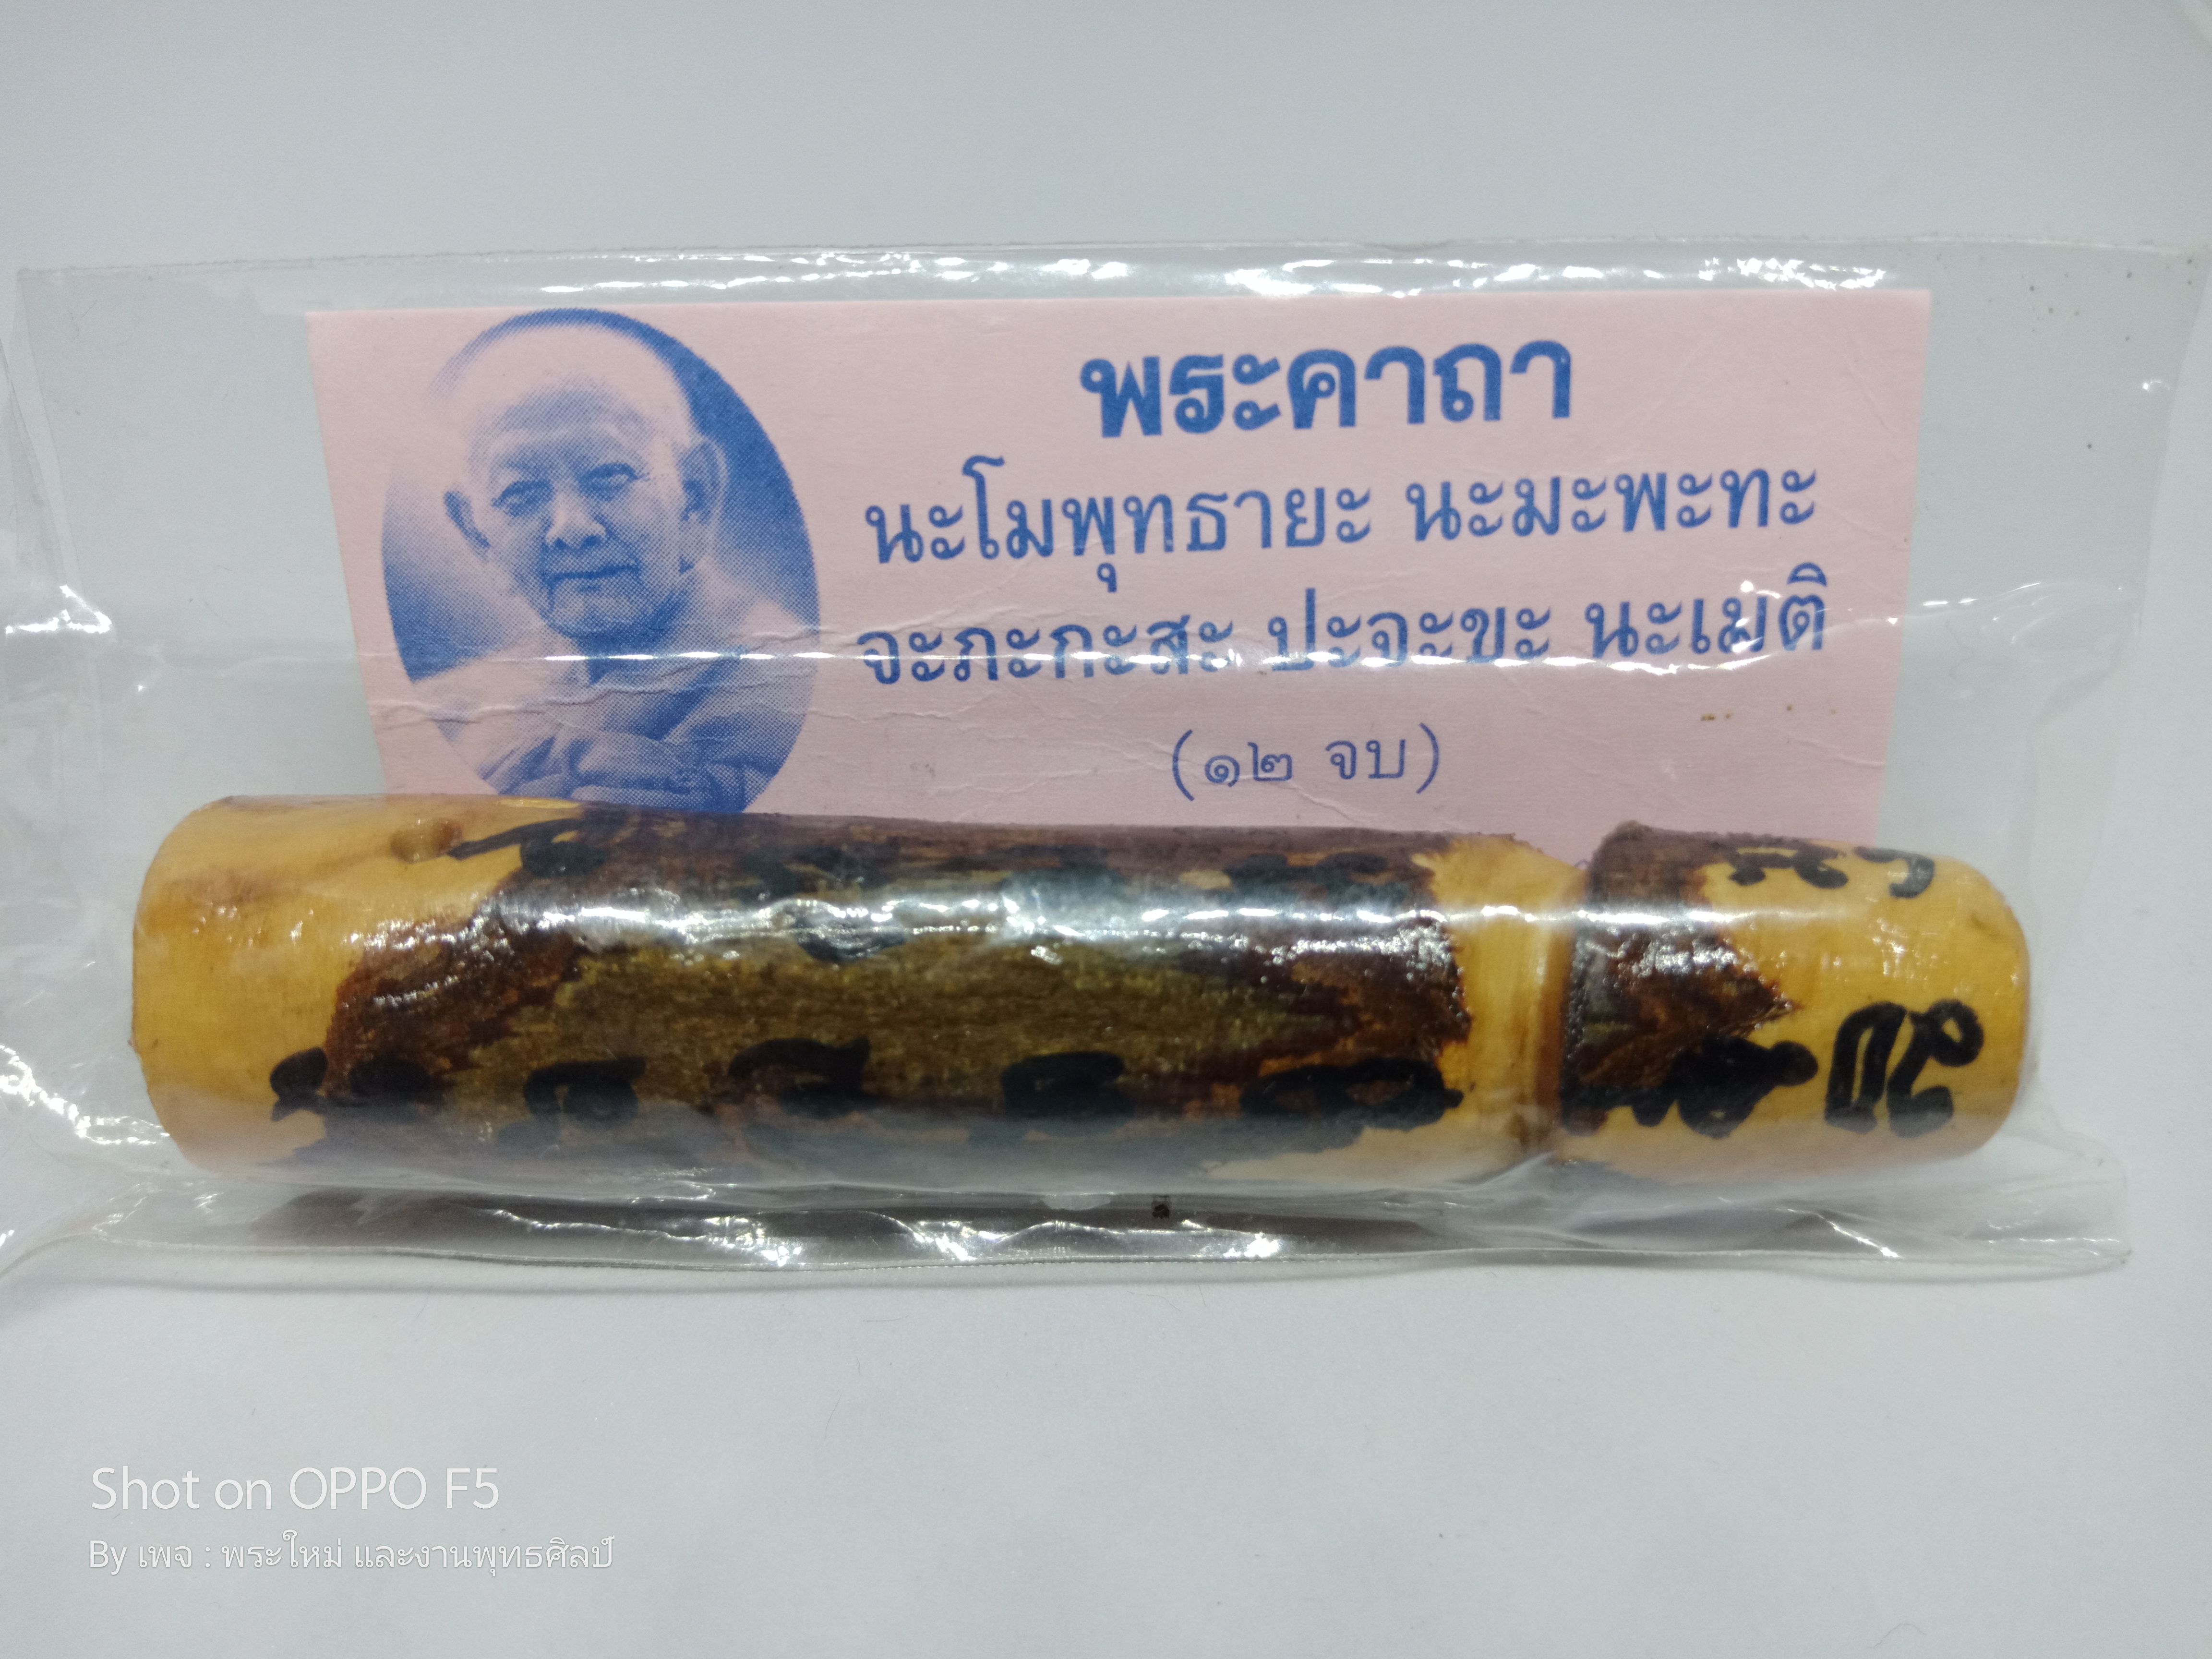 พระคาถา
นะโมพุทธายะ นะมะพะทะ
จะภะกะสะ ปะจะขะ นะเมติ
(๑๒ จบ)
Shot on OPPO F5
By เพจ : พระใหม่ และงานพุทธศิลป์